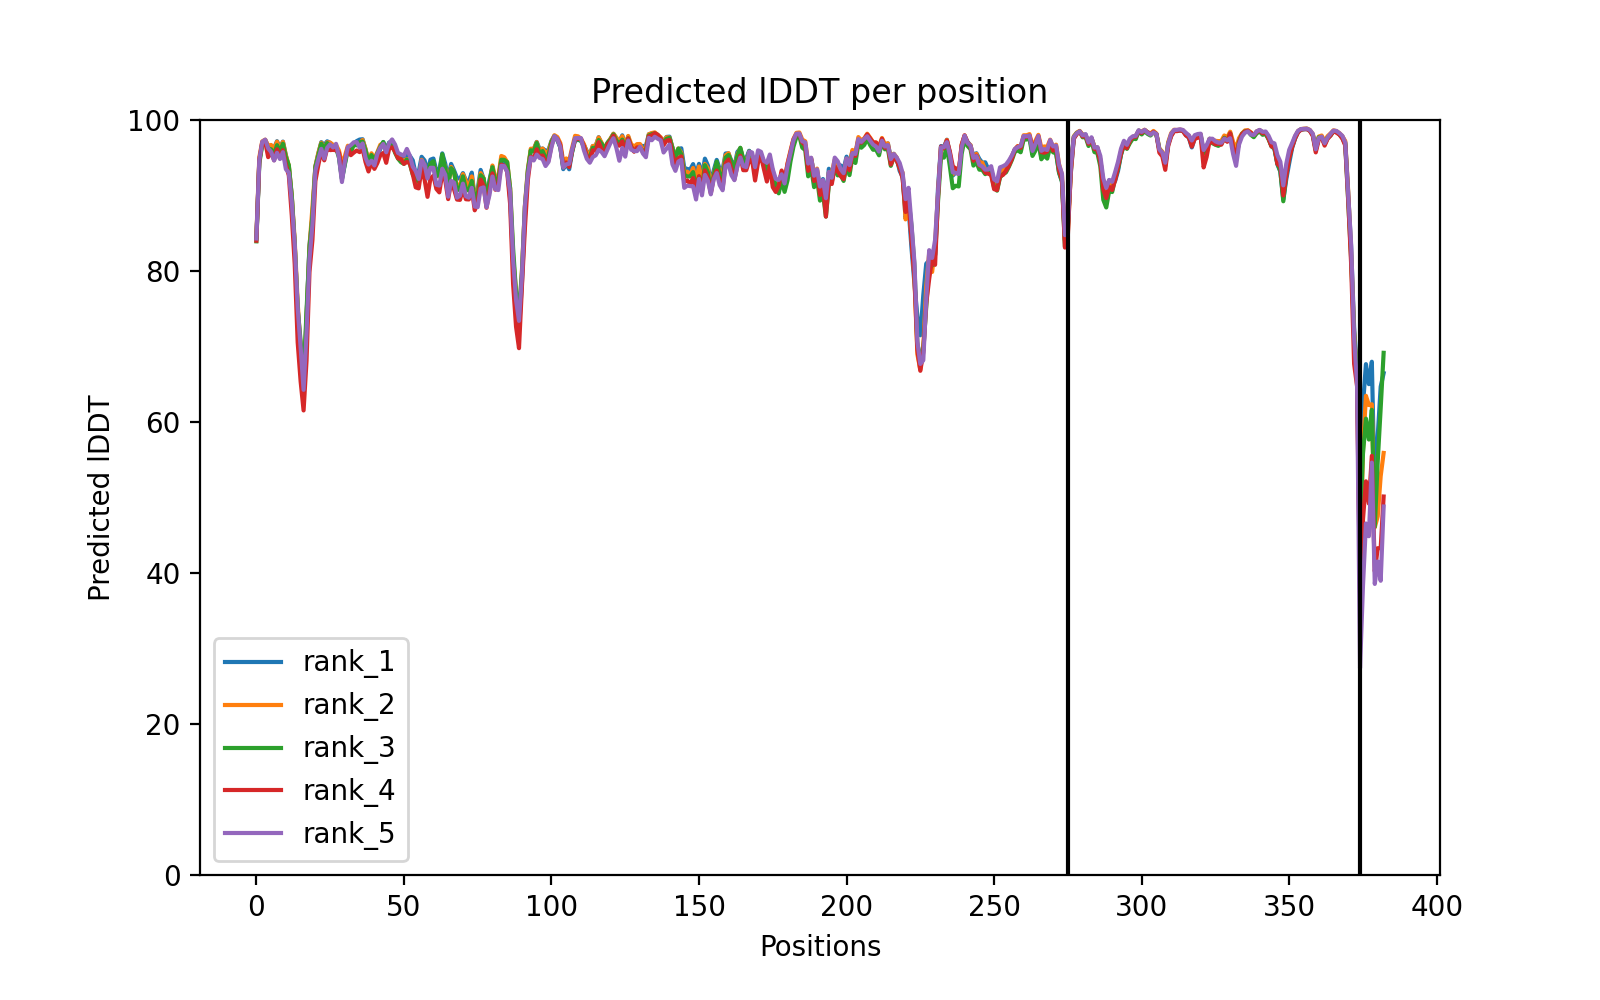 Predicted lDDT per position
100
80
60
40
20
0
Predicted lDDT
rank_1
rank_2
rank_3
rank_4
rank_5
0 50 100 150 200 250 300 350 400
Positions